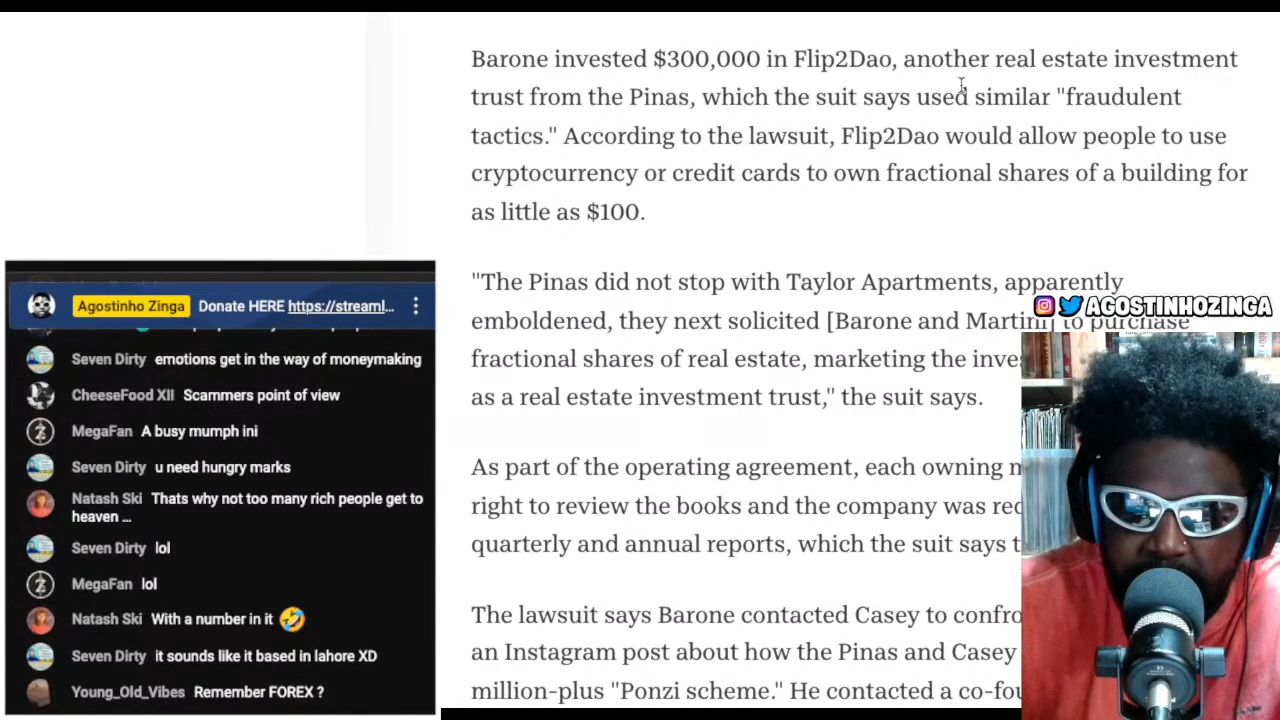 Barone invested $300,000 in Flip2Dao, another real estate investment
trust from the Pinas, which the suit says used similar "fraudulent
tactics." According to the lawsuit, Flip2Dao would allow people to use
cryptocurrency or credit cards to own fractional shares of a building for
as little as $100.
"The Pinas did not stop with Taylor Apartments, apparently
emboldened, they next solicited [Barone and Martini] to purchase
fractional shares of real estate, marketing the inves
as a real estate investment trust," the suit says.
As part of the operating agreement, each owning m
right to review the books and the company was rec
quarterly and annual reports, which the suit says t
The lawsuit says Barone contacted Casey to confro
an Instagram post about how the Pinas and Casey
million-plus "Ponzi scheme." He contacted a co-fou
Agostinho Zinga Donate HERE https://streaml...
Seven Dirty emotions get in the way of moneymaking
CheeseFood XII Scammers point of view
MegaFan A busy mumph ini
Seven Dirty u need hungry marks
Natash Ski Thats why not too many rich people get to
heaven ...
Seven Dirty lol
MegaFan lol
Natash Ski With a number in it 🤣
Seven Dirty it sounds like it based in lahore XD
Young_Old_Vibes Remember FOREX ?
AGOSTINHOZINGA